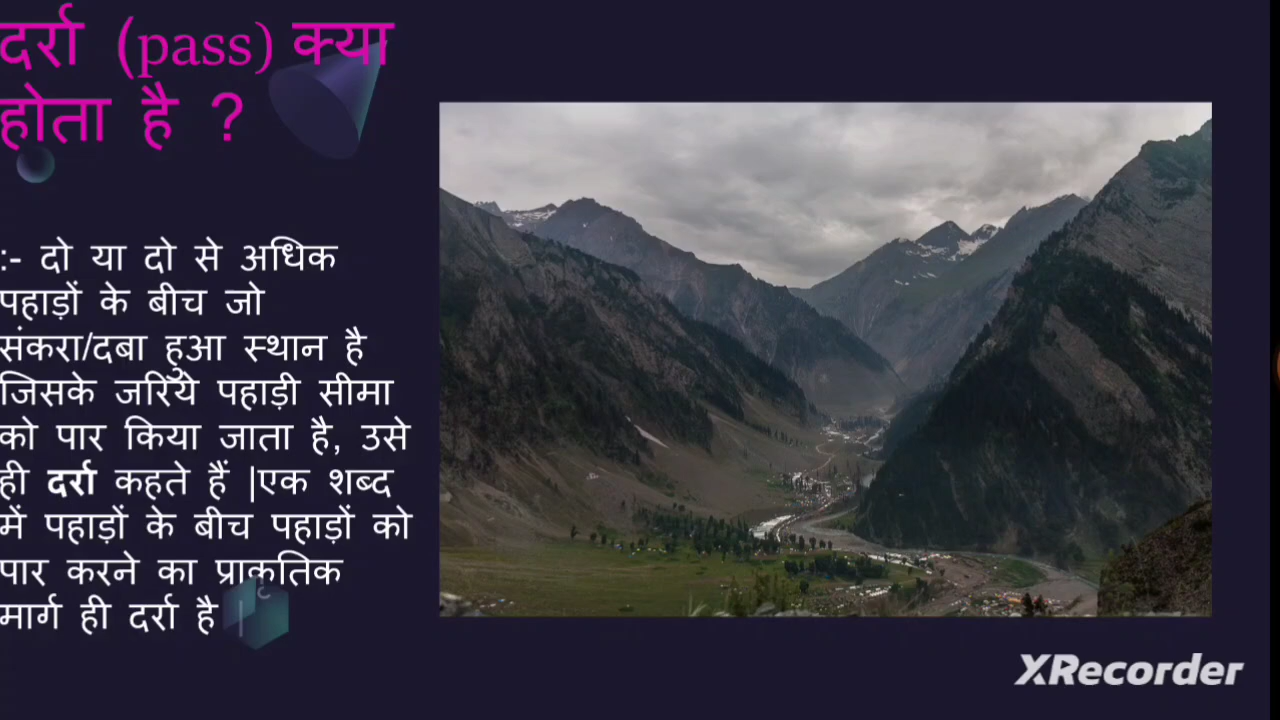 दर्रा (pass) क्या
होता है ?
:- दो या दो से अधिक
पहाड़ों के बीच जो
संकरा/दबा हुआ स्थान है
जिसके जरिये पहाड़ी सीमा
को पार किया जाता है, उसे
ही दर्रा कहते हैं |एक शब्द
में पहाड़ों के बीच पहाड़ों को
पार करने का प्राकृतिक
मार्ग ही दर्रा है |
XRecorder